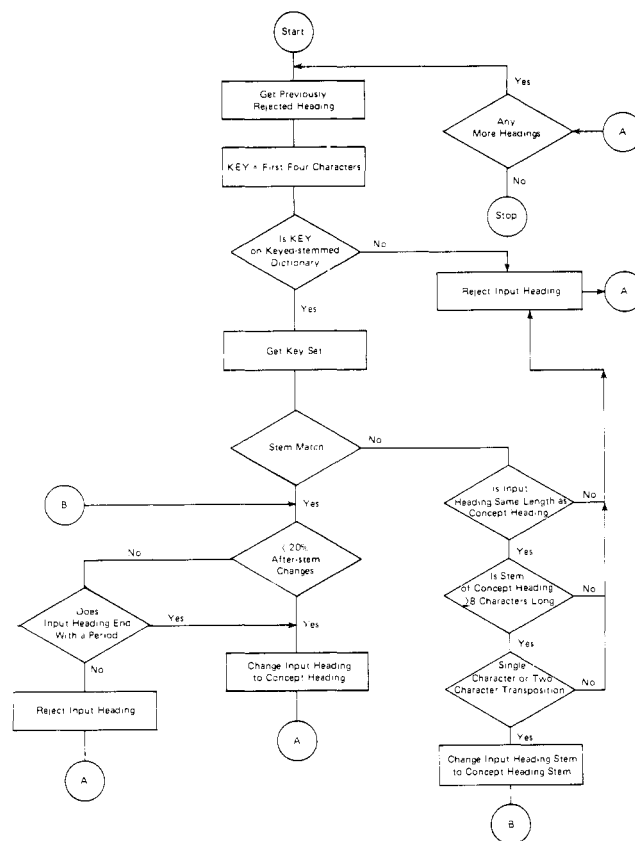 Start
Yes
Get Previously
Rejected Heading
Any
More Headings
A
KEY = First Four Characters
No
Stop
Is KEY
on Keyed-stemmed
Dictionary
No
Reject Input Heading
A
Yes
Get Key Set
Stem Match
No
B
Yes
Is Input
Heading Same Length as
Concept Heading
No
No
< 20%
After-stem
Changes
Yes
Is Stem
of Concept Heading
≥8 Characters Long
No
Does
Input Heading End
With a Period
Yes
Yes
Yes
No
Change Input Heading
to Concept Heading
Single
Character or Two
Character Transposition
No
Reject Input Heading
A
Yes
A
Change Input Heading Stem
to Concept Heading Stem
B